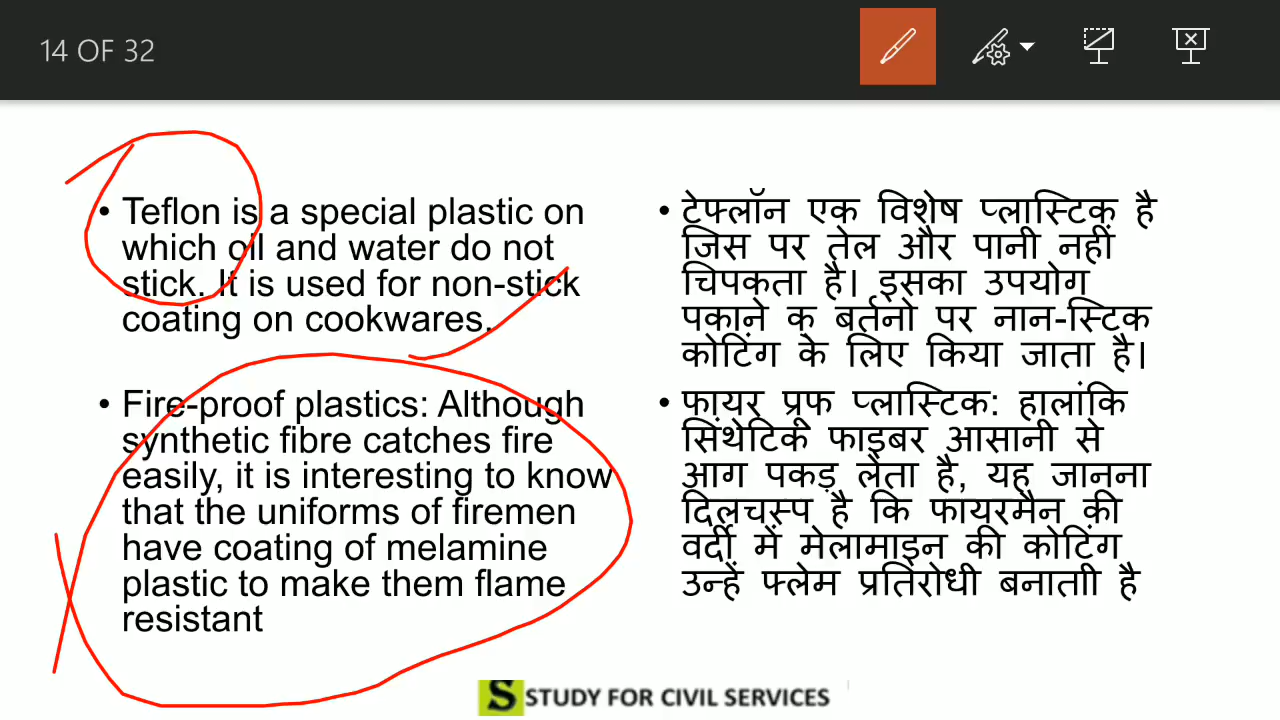 14 OF 32
• Teflon is a special plastic on
which oil and water do not
stick. It is used for non-stick
coating on cookwares.
• Fire-proof plastics: Although
synthetic fibre catches fire
easily, it is interesting to know
that the uniforms of firemen
have coating of melamine
plastic to make them flame
resistant
• टेफ्लॉन एक विशेष प्लास्टिक है
जिस पर तेल और पानी नहीं
चिपकता है। इसका उपयोग
पकाने के बर्तनो पर नान-स्टिक
कोटिंग के लिए किया जाता है।
• फायर प्रूफ प्लास्टिक: हालांकि
सिंथेटिक फाइबर आसानी से
आग पकड़ लेता है, यह जानना
दिलचस्प है कि फायरमैन की
वर्दी में मेलामाइन की कोटिंग
उन्हें फ्लेम प्रतिरोधी बनाताी है
S STUDY FOR CIVIL SERVICES